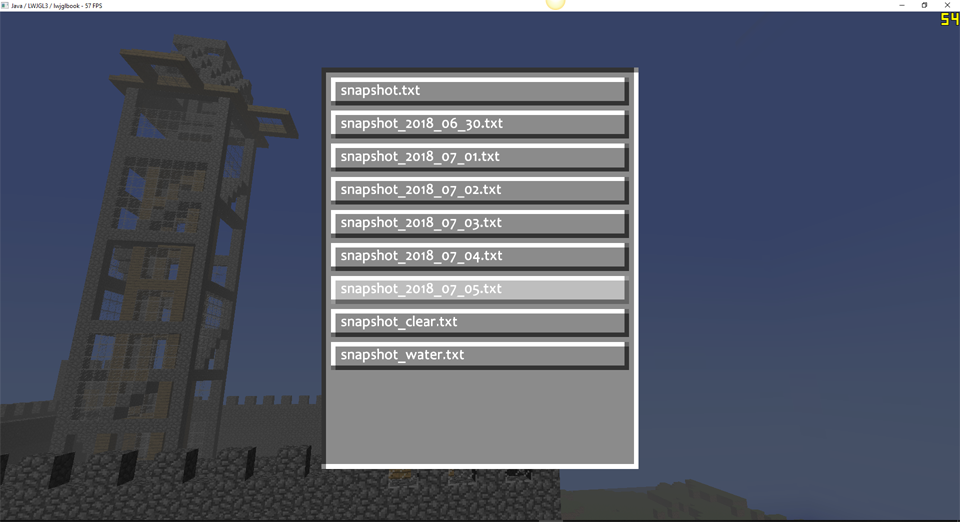 Java / LWJGL3 / lwjglbook - 57 FPS
54
snapshot.txt
snapshot_2018_06_30.txt
snapshot_2018_07_01.txt
snapshot_2018_07_02.txt
snapshot_2018_07_03.txt
snapshot_2018_07_04.txt
snapshot_2018_07_05.txt
snapshot_clear.txt
snapshot_water.txt